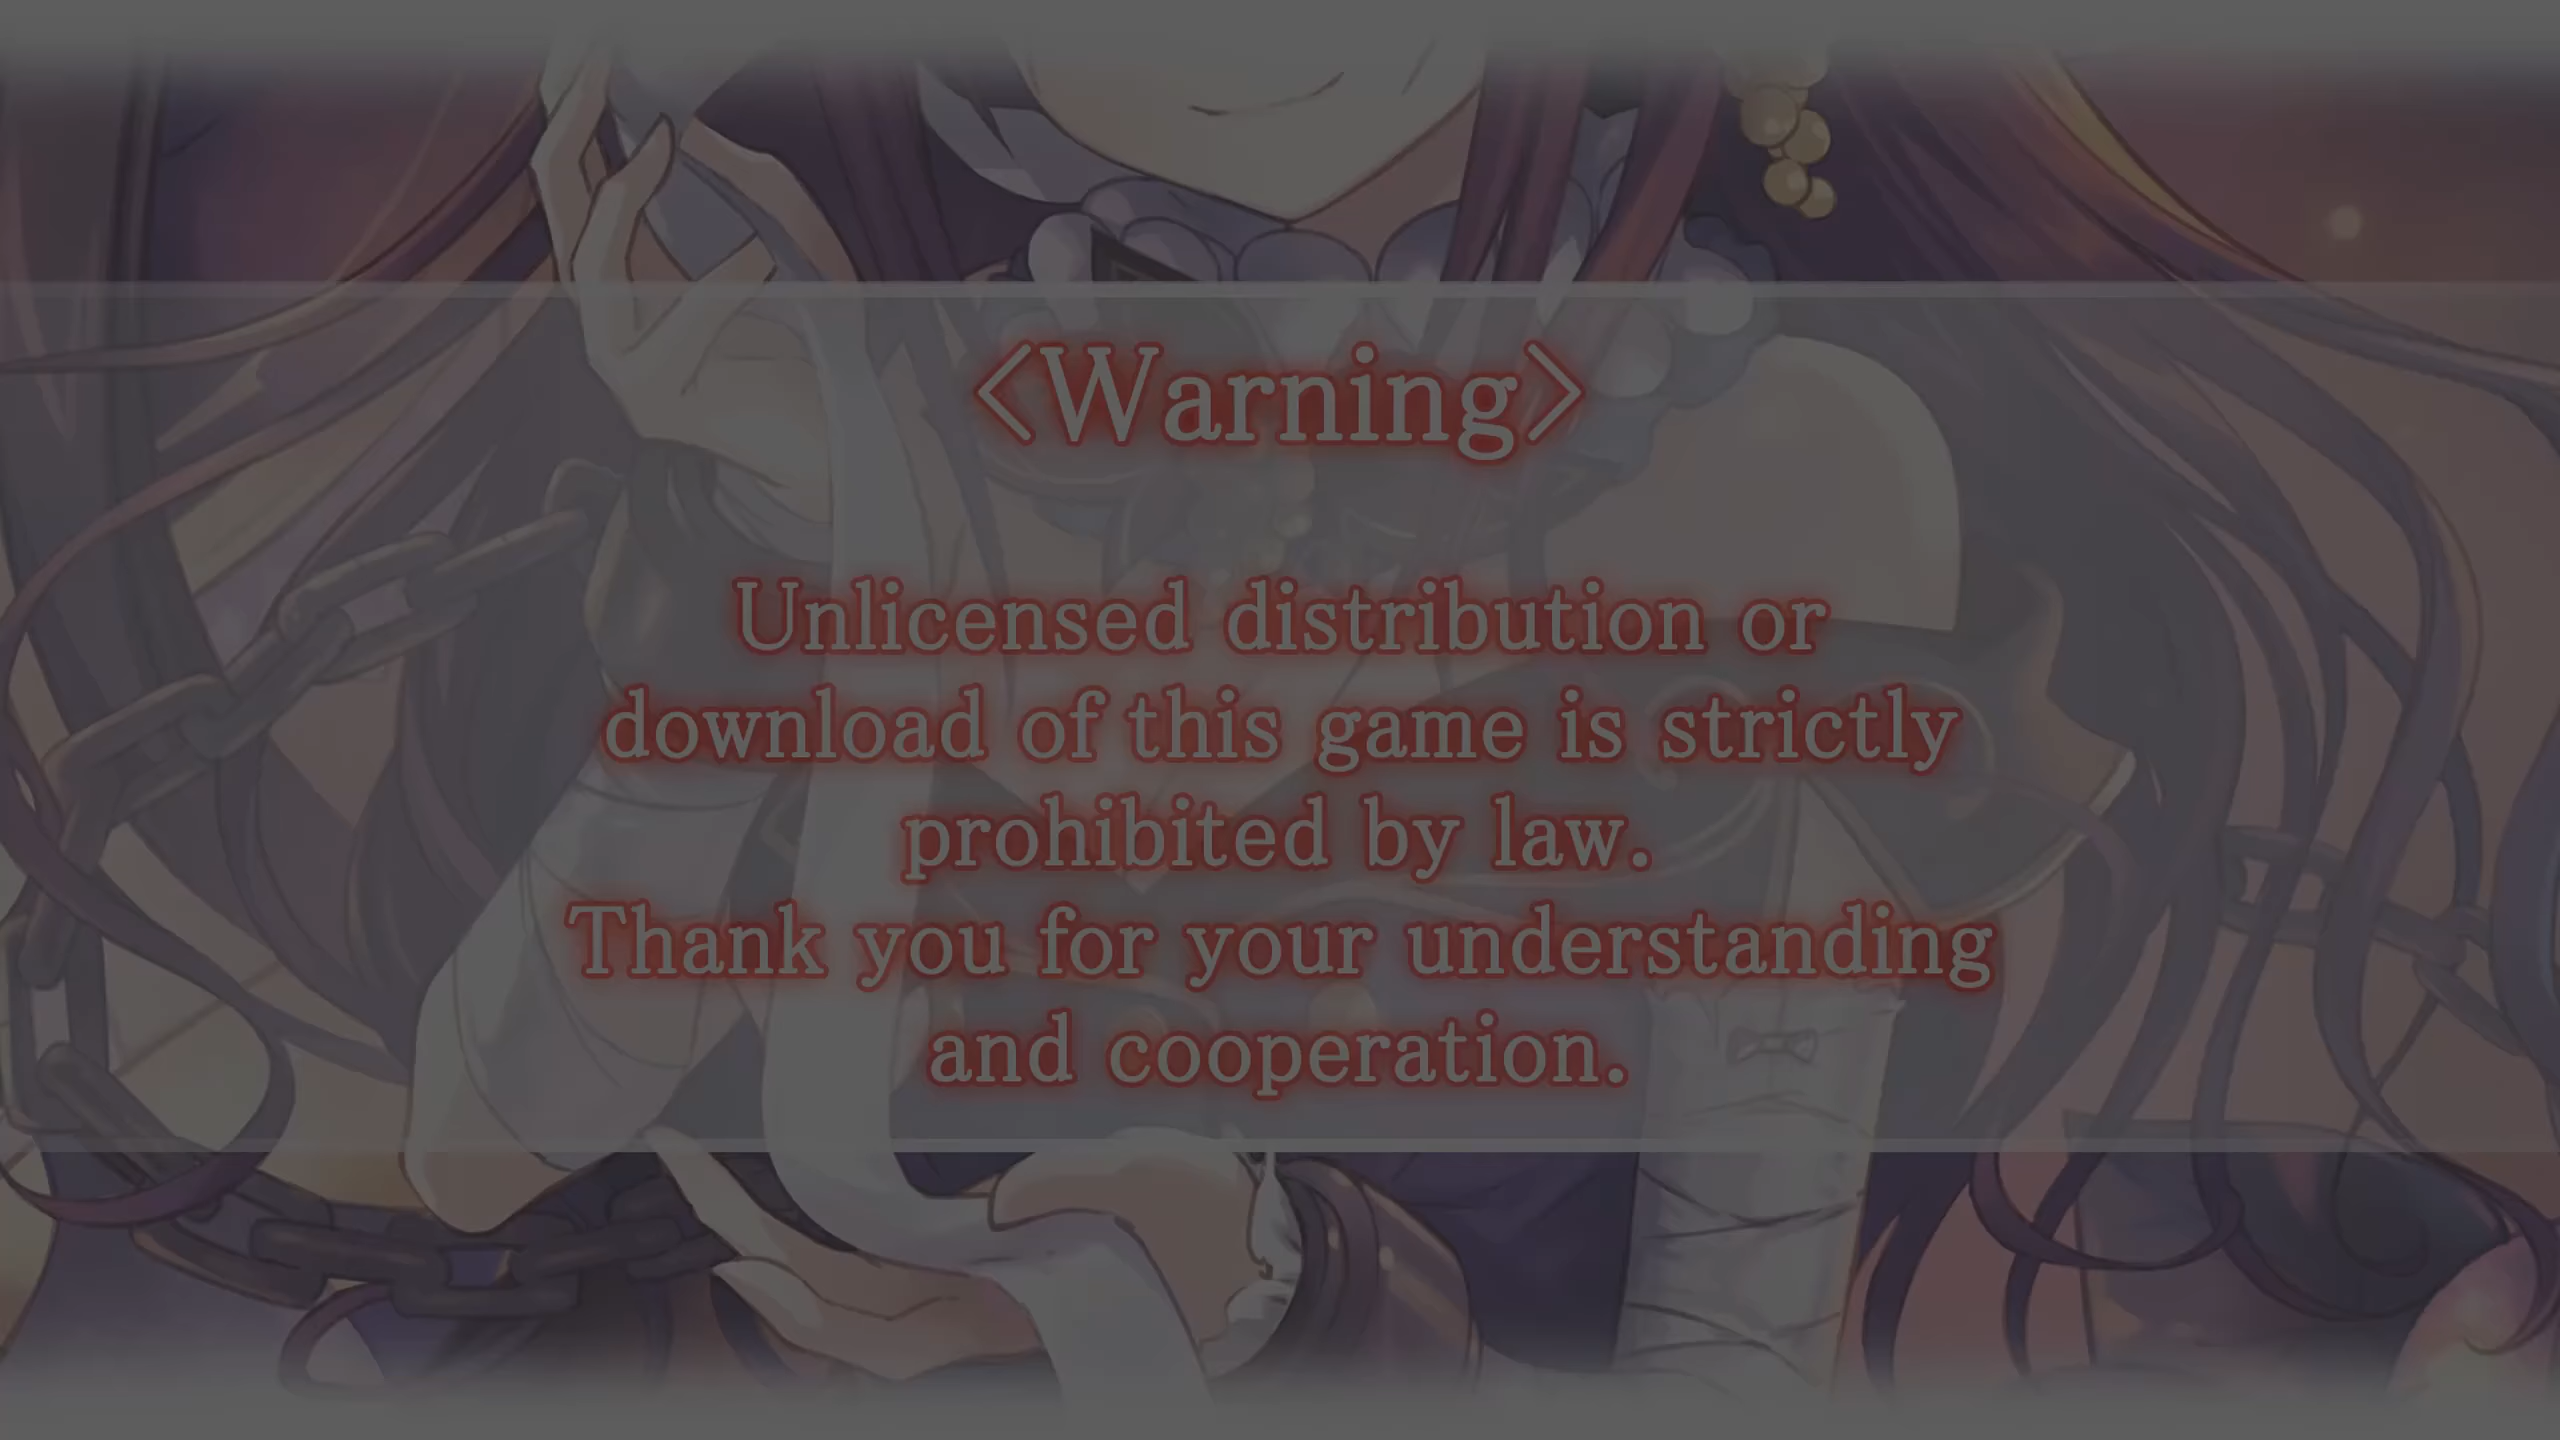 <Warning>
Unlicensed distribution or
download of this game is strictly
prohibited by law.
Thank you for your understanding
and cooperation.